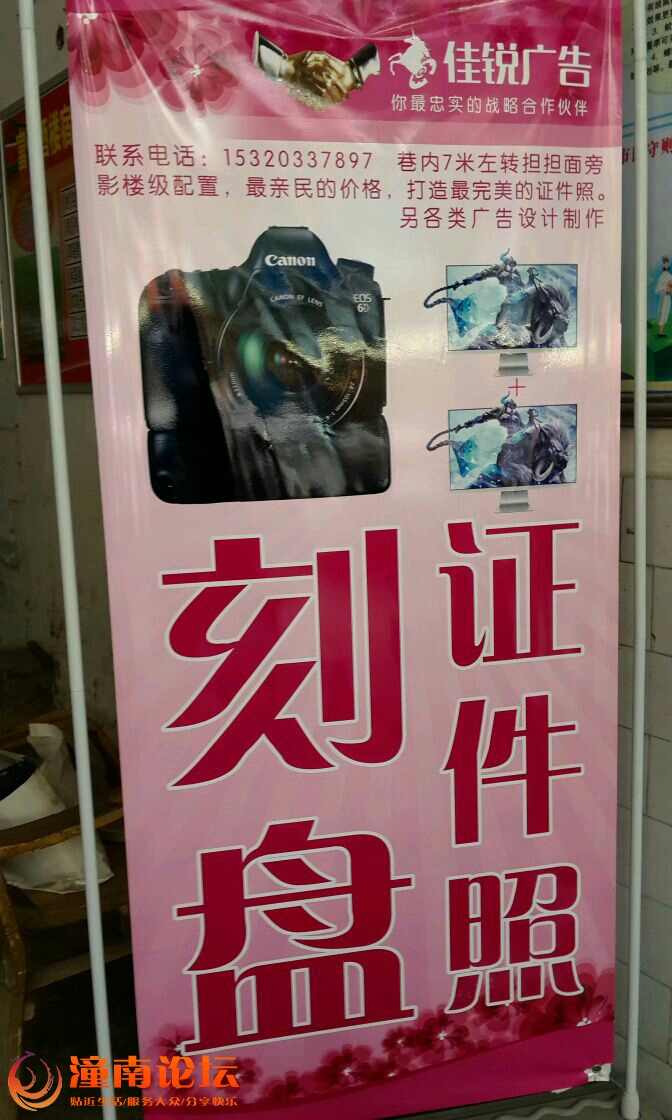 佳锐广告
你最忠实的战略合作伙伴
联系电话：15320337897 巷内7米左转担担面旁
影楼级配置，最亲民的价格，打造最完美的证件照。
另各类广告设计制作
Canon
CANON EF LENS
EOS
6D
+
证件照
刻盘
潼南论坛
贴近生活/服务大众/分享快乐